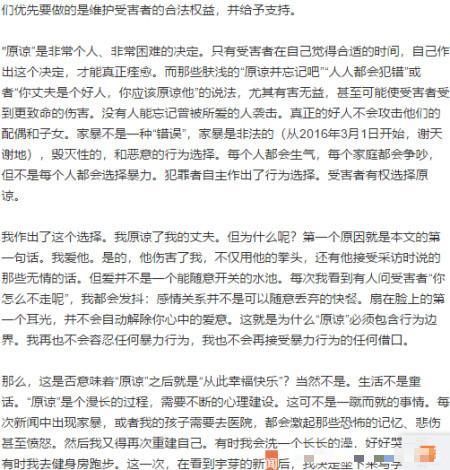 们优先要做的是维护受害者的合法权益，并给予支持。
“原谅”是非常个人、非常困难的决定。只有受害者在自己觉得合适的时间，自己作
出这个决定，才能真正痊愈。而那些肤浅的“原谅并忘记吧”“人人都会犯错”或
者“你丈夫是个好人，你应该原谅他”的说法，尤其有害无益，甚至可能使受害者受
到更致命的伤害。没有人能忘记曾被所爱的人袭击。真正的好人不会攻击他们的
配偶和子女。家暴不是一种“错误”，家暴是非法的（从2016年3月1日开始，谢天
谢地），毁灭性的，和恶意的行为选择。每个人都会生气，每个家庭都会争吵，
但不是每个人都会选择暴力。犯罪者自主作出了行为选择。受害者有权选择原
谅。
我作出了这个选择。我原谅了我的丈夫。但为什么呢？第一个原因就是本文的第
一句话。我爱他。是的，他伤害了我，不仅用他的拳头，还有他接受采访时说的
那些无情的话。但爱并不是一个能随意开关的水池。每次我看到有人问受害者“你
怎么不走呢”，我都会发抖：感情关系并不是可以随意丢弃的快餐。扇在脸上的第
一个耳光，并不会自动解除你心中的爱意。这就是为什么“原谅”必须包含行为边
界。我再也不会容忍任何暴力行为，我也不会再接受暴力行为的任何借口。
那么，这是否意味着“原谅”之后就是“从此幸福快乐”？当然不是。生活不是童
话。“原谅”是个漫长的过程，需要不断的心理建设。这可不是一蹴而就的事情。每
次新闻中出现家暴，或者我的孩子需要去医院，都会激起那些恐怖的记忆、悲伤
甚至愤怒。然后我又得再次重建自己。有时我会洗一个长长的澡，好好哭
有时我去健身房跑步。这一次，在看到宇芽的新闻后，我决定坐下来写字